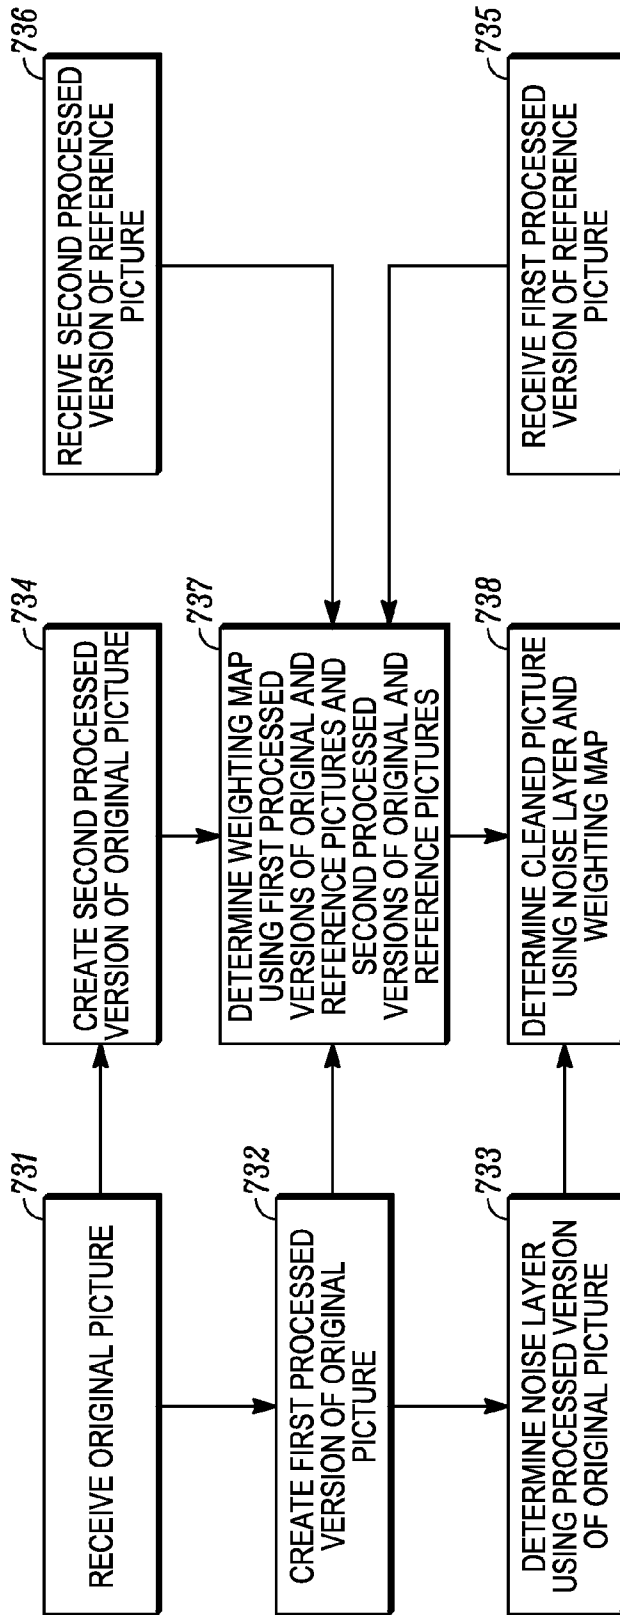 731
RECEIVE ORIGINAL PICTURE
732
CREATE FIRST PROCESSED
VERSION OF ORIGINAL
PICTURE
733
DETERMINE NOISE LAYER
USING PROCESSED VERSION
OF ORIGINAL PICTURE
734
CREATE SECOND PROCESSED
VERSION OF ORIGINAL PICTURE
737
DETERMINE WEIGHTING MAP
USING FIRST PROCESSED
VERSIONS OF ORIGINAL AND
REFERENCE PICTURES AND
SECOND PROCESSED
VERSIONS OF ORIGINAL AND
REFERENCE PICTURES
738
DETERMINE CLEANED PICTURE
USING NOISE LAYER AND
WEIGHTING MAP
736
RECEIVE SECOND PROCESSED
VERSION OF REFERENCE
PICTURE
735
RECEIVE FIRST PROCESSED
VERSION OF REFERENCE
PICTURE